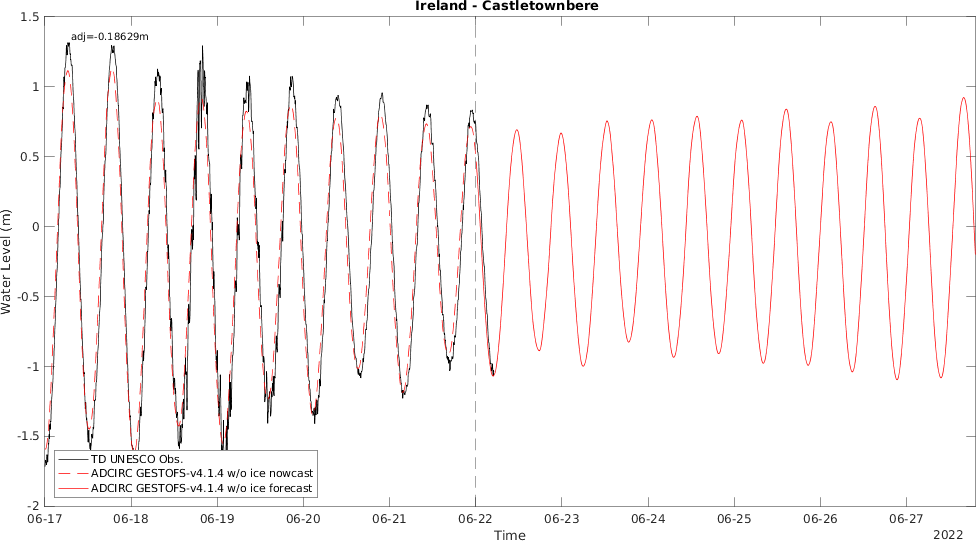 Ireland - Castletownbere
adj=-0.18629m
Water Level (m)
1.5
1
0.5
0
-0.5
-1
-1.5
-2
TD UNESCO Obs.
ADCIRC GESTOFS-v4.1.4 w/o ice nowcast
ADCIRC GESTOFS-v4.1.4 w/o ice forecast
06-17 06-18 06-19 06-20 06-21 06-22 06-23 06-24 06-25 06-26 06-27
Time
2022